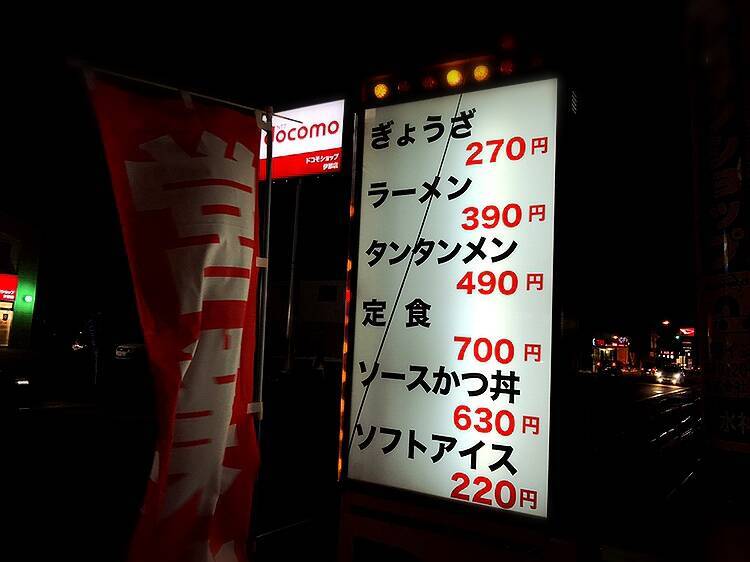 docomo
ドコモショップ
伊那店
ぎょうざ
270円
ラーメン
390円
タンタンメン
490円
定食
700円
ソースかつ丼
630円
ソフトアイス
220円